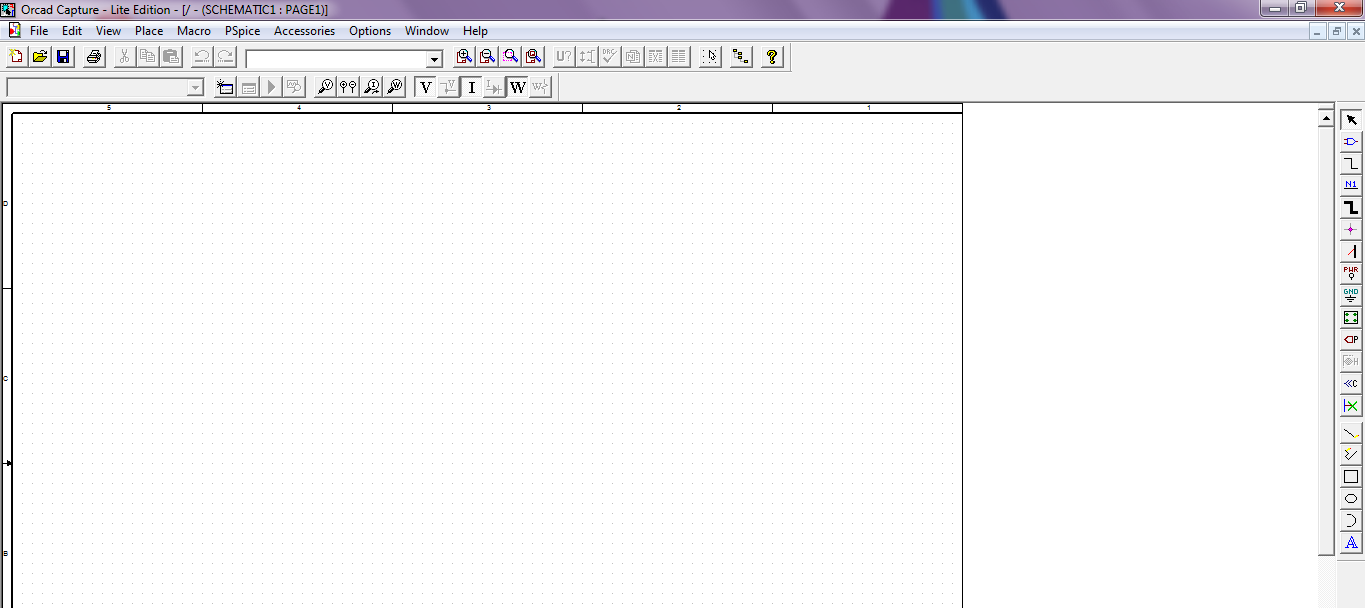 Orcad Capture - Lite Edition - [/ - (SCHEMATIC1 : PAGE1)]
File Edit View Place Macro PSpice Accessories Options Window Help
U? DRC ?
V I W
5 4 3 2 1
D
C
B
N1
PWR
GND
P
H
C
A